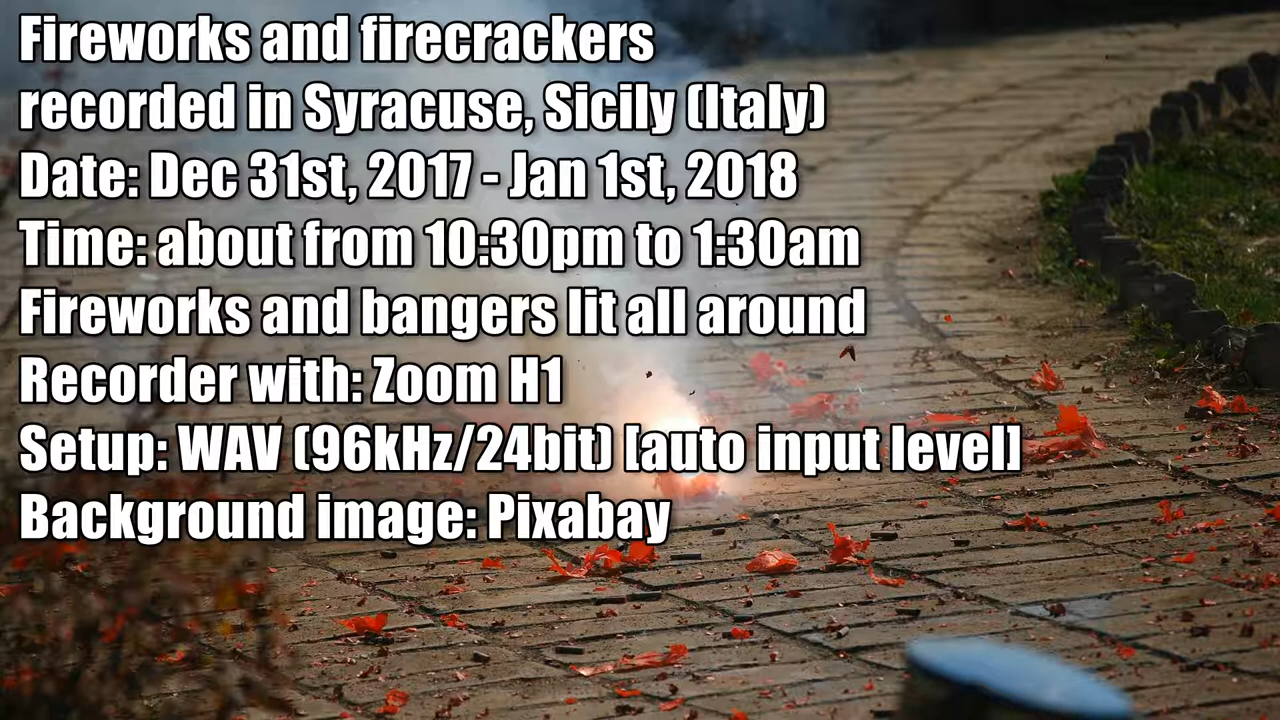 Fireworks and firecrackers
recorded in Syracuse, Sicily (Italy)
Date: Dec 31st, 2017 - Jan 1st, 2018
Time: about from 10:30pm to 1:30am
Fireworks and bangers lit all around
Recorder with: Zoom H1
Setup: WAV (96kHz/24bit) [auto input level]
Background image: Pixabay